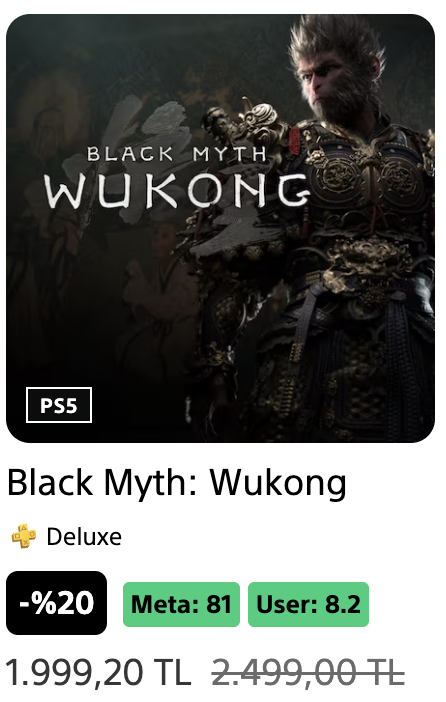 BLACK MYTH
WUKONG
PS5
Black Myth: Wukong
Deluxe
-%20 Meta: 81 User: 8.2
1.999,20 TL 2.499,00 TL